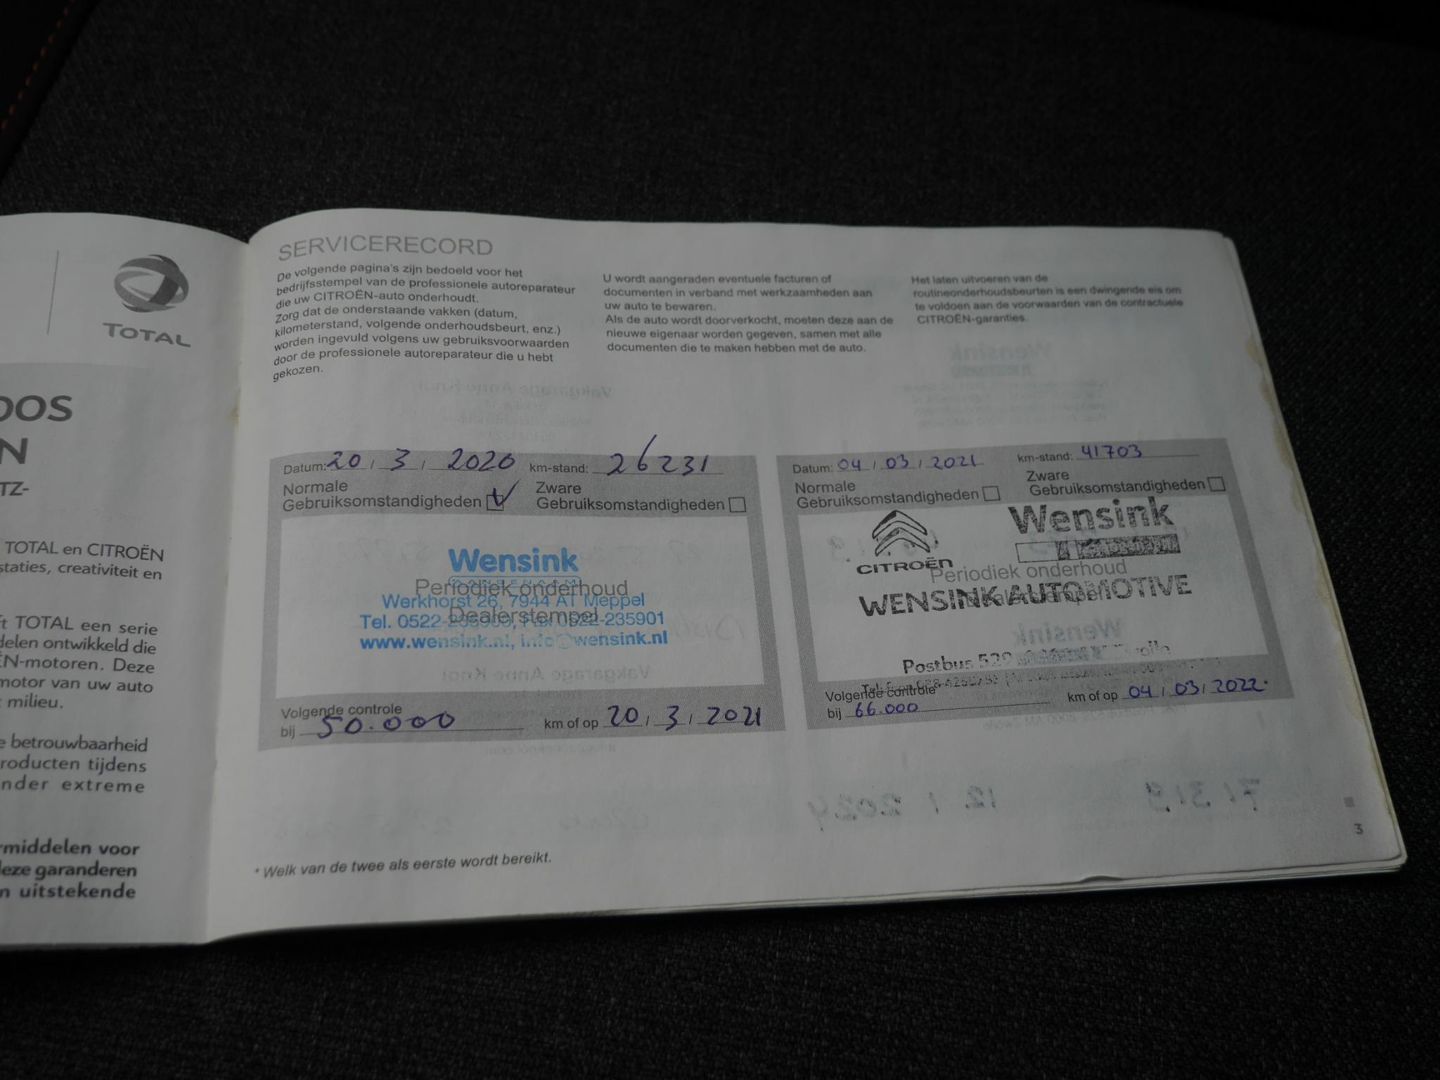 TOTAL
OOS
N
TZ-
TOTAL en CITROËN
staties, creativiteit en
ft TOTAL een serie
delen ontwikkeld die
ËN-motoren. Deze
motor van uw auto
milieu.
e betrouwbaarheid
roducten tijdens
nder extreme
rmiddelen voor
deze garanderen
n uitstekende
SERVICERECORD
De volgende pagina's zijn bedoeld voor het
bedrijfsstempel van de professionele autoreparateur
die uw CITROËN-auto onderhoudt.
Zorg dat de onderstaande vakken (datum,
kilometerstand, volgende onderhoudsbeurt, enz.)
worden ingevuld volgens uw gebruiksvoorwaarden
door de professionele autoreparateur die u hebt
gekozen.
U wordt aangeraden eventuele facturen of
documenten in verband met werkzaamheden aan
uw auto te bewaren.
Als de auto wordt doorverkocht, moeten deze aan de
nieuwe eigenaar worden gegeven, samen met alle
documenten die te maken hebben met de auto.
Het laten uitvoeren van de
routineonderhoudsbeurten is een dwingende eis om
te voldoen aan de voorwaarden van de contractuele
CITROËN-garanties.
Datum: 20 / 3 / 2020 km-stand: 26231
Normale
Gebruiksomstandigheden
Zware
Gebruiksomstandigheden
Wensink
Periodiek onderhoud
Werkhorst 26, 7944 AT Meppel
Dealerstempel
Tel. 0522- 0522-235901
www.wensink.nl, info@wensink.nl
Volgende controle
bij 50.000 km of op 20 / 3 / 2021
Datum: 04 / 03 / 2021 km-stand: 41703
Normale
Gebruiksomstandigheden
Zware
Gebruiksomstandigheden
CITROËN
Wensink
Periodiek onderhoud
WENSINK AUTOMOTIVE
Postbus 529
Volgende controle
bij 66.000 km of op 04 / 03 / 2022.
* Welk van de twee als eerste wordt bereikt.
3